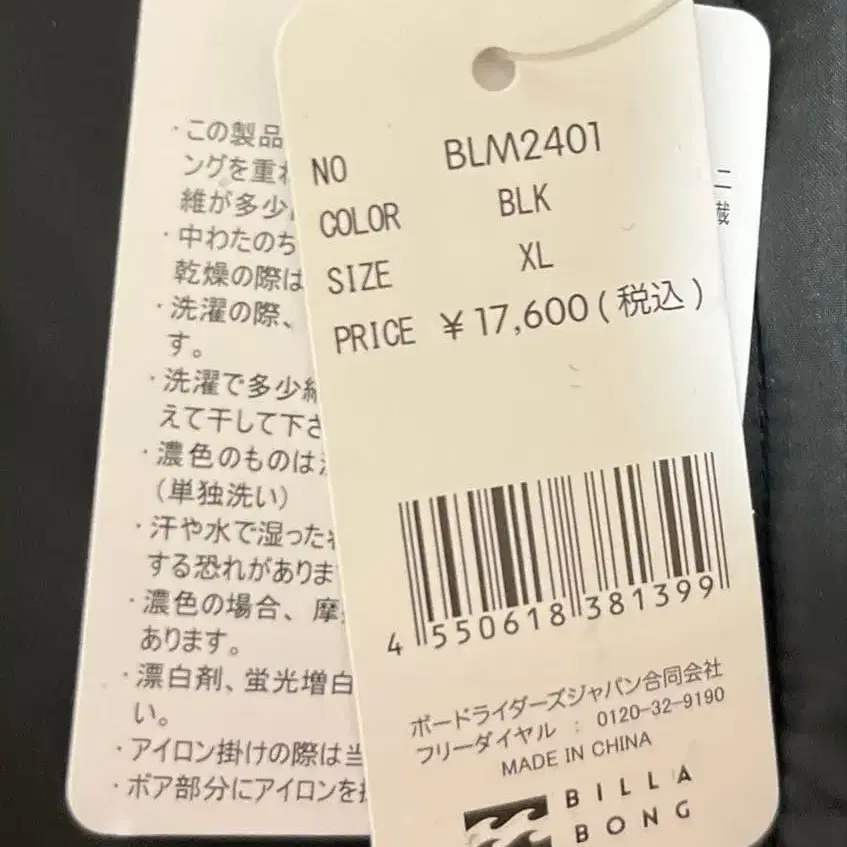 ・この製品
ングを重ね
維が多少
・中わたのち
乾燥の際は
・洗濯の際、
す。
・洗濯で多少縮
えて干して下さ
・濃色のものは
（単独洗い）
・汗や水で湿った
する恐れがありま
・濃色の場合、摩
あります。
・漂白剤、蛍光増白
い。
・アイロン掛けの際は当
・ボア部分にアイロンを
ニ
載
NO BLM2401
COLOR BLK
SIZE XL
PRICE ¥17,600(税込)
4 550618 381399
ボードライダーズジャパン合同会社
フリーダイヤル : 0120-32-9190
MADE IN CHINA
BILLA
BONG